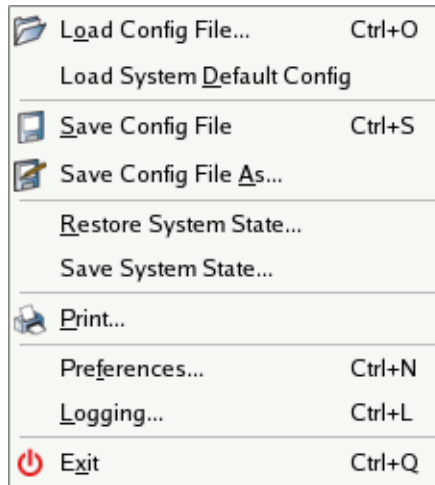 Load Config File... Ctrl+O
Load System Default Config
Save Config File Ctrl+S
Save Config File As...
Restore System State...
Save System State...
Print...
Preferences... Ctrl+N
Logging... Ctrl+L
Exit Ctrl+Q